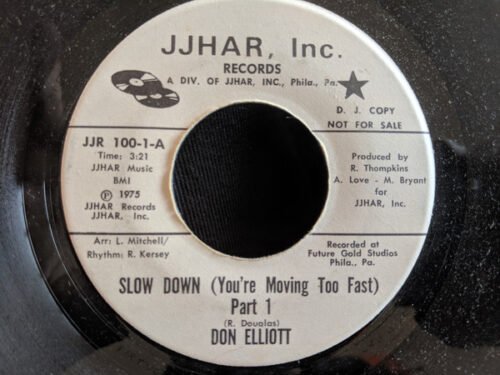 JJHAR, Inc.
RECORDS
A DIV. OF JJHAR, INC., Phila., Pa.
D. J. COPY
NOT FOR SALE
JJR 100-1-A
Time: 3:21
JJHAR Music
BMI
Ⓟ 1975
JJHAR Records
JJHAR, Inc.
Produced by
R. Thompkins
A. Love - M. Bryant
for
JJHAR, Inc.
Arr: L. Mitchell/
Rhythm: R. Kersey
Recorded at
Future Gold Studios
Phila., Pa.
SLOW DOWN (You're Moving Too Fast)
Part 1
(R. Douglas)
DON ELLIOTT